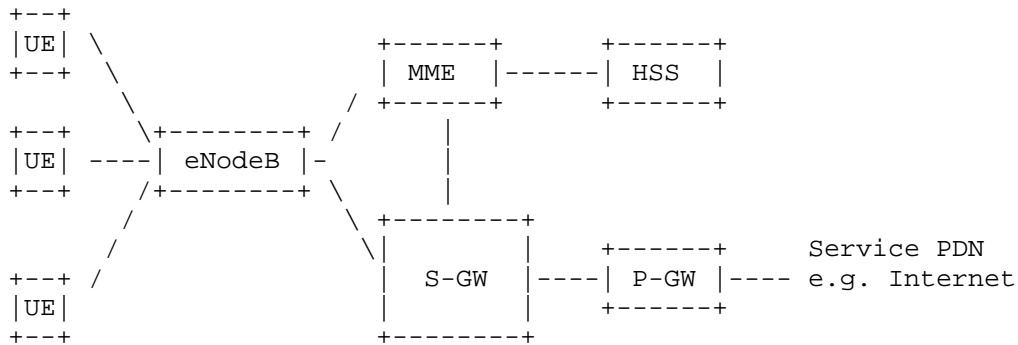 UE
MME HSS
UE eNodeB
Service PDN
S-GW P-GW e.g. Internet
UE